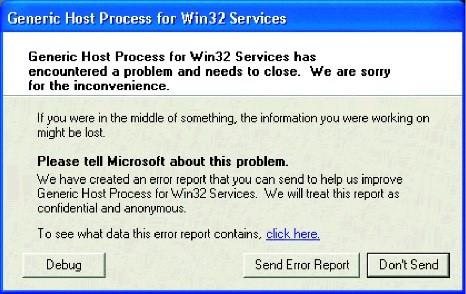 Generic Host Process for Win32 Services
Generic Host Process for Win32 Services has
encountered a problem and needs to close.  We are sorry
for the inconvenience.
If you were in the middle of something, the information you were working on
might be lost.
Please tell Microsoft about this problem.
We have created an error report that you can send to help us improve
Generic Host Process for Win32 Services.  We will treat this report as
confidential and anonymous.
To see what data this error report contains, click here.
Debug
Send Error Report
Don't Send